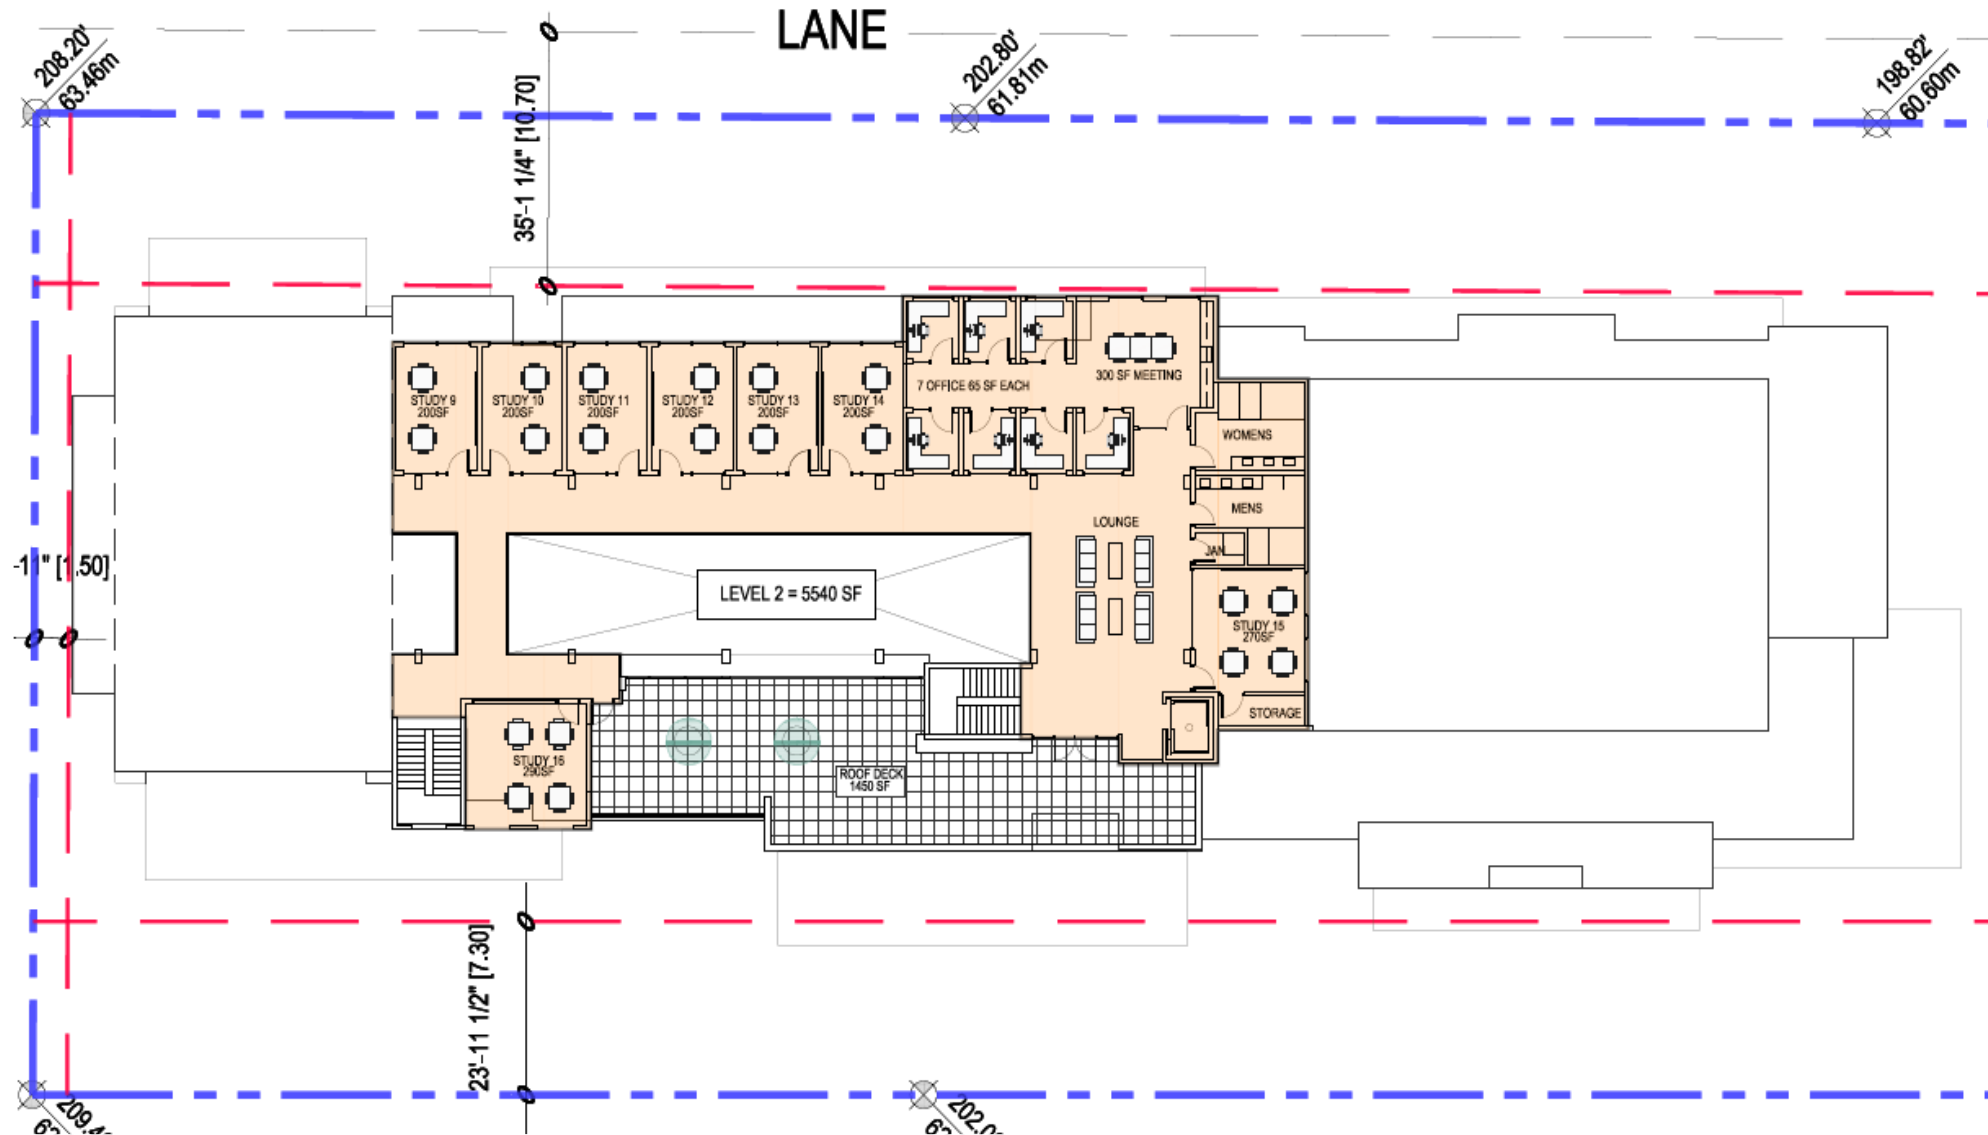 LANE
208.20'
63.46m
202.80'
61.81m
198.82'
60.60m
35'-1 1/4" [10.70]
7 OFFICE 65 SF EACH
300 SF MEETING
STUDY 9
200SF
STUDY 10
200SF
STUDY 11
200SF
STUDY 12
200SF
STUDY 13
200SF
STUDY 14
200SF
WOMENS
MENS
LOUNGE
JAN
-11" [1.50]
LEVEL 2 = 5540 SF
STUDY 15
270SF
STORAGE
STUDY 16
290SF
ROOF DECK
1450 SF
23'-11 1/2" [7.30]